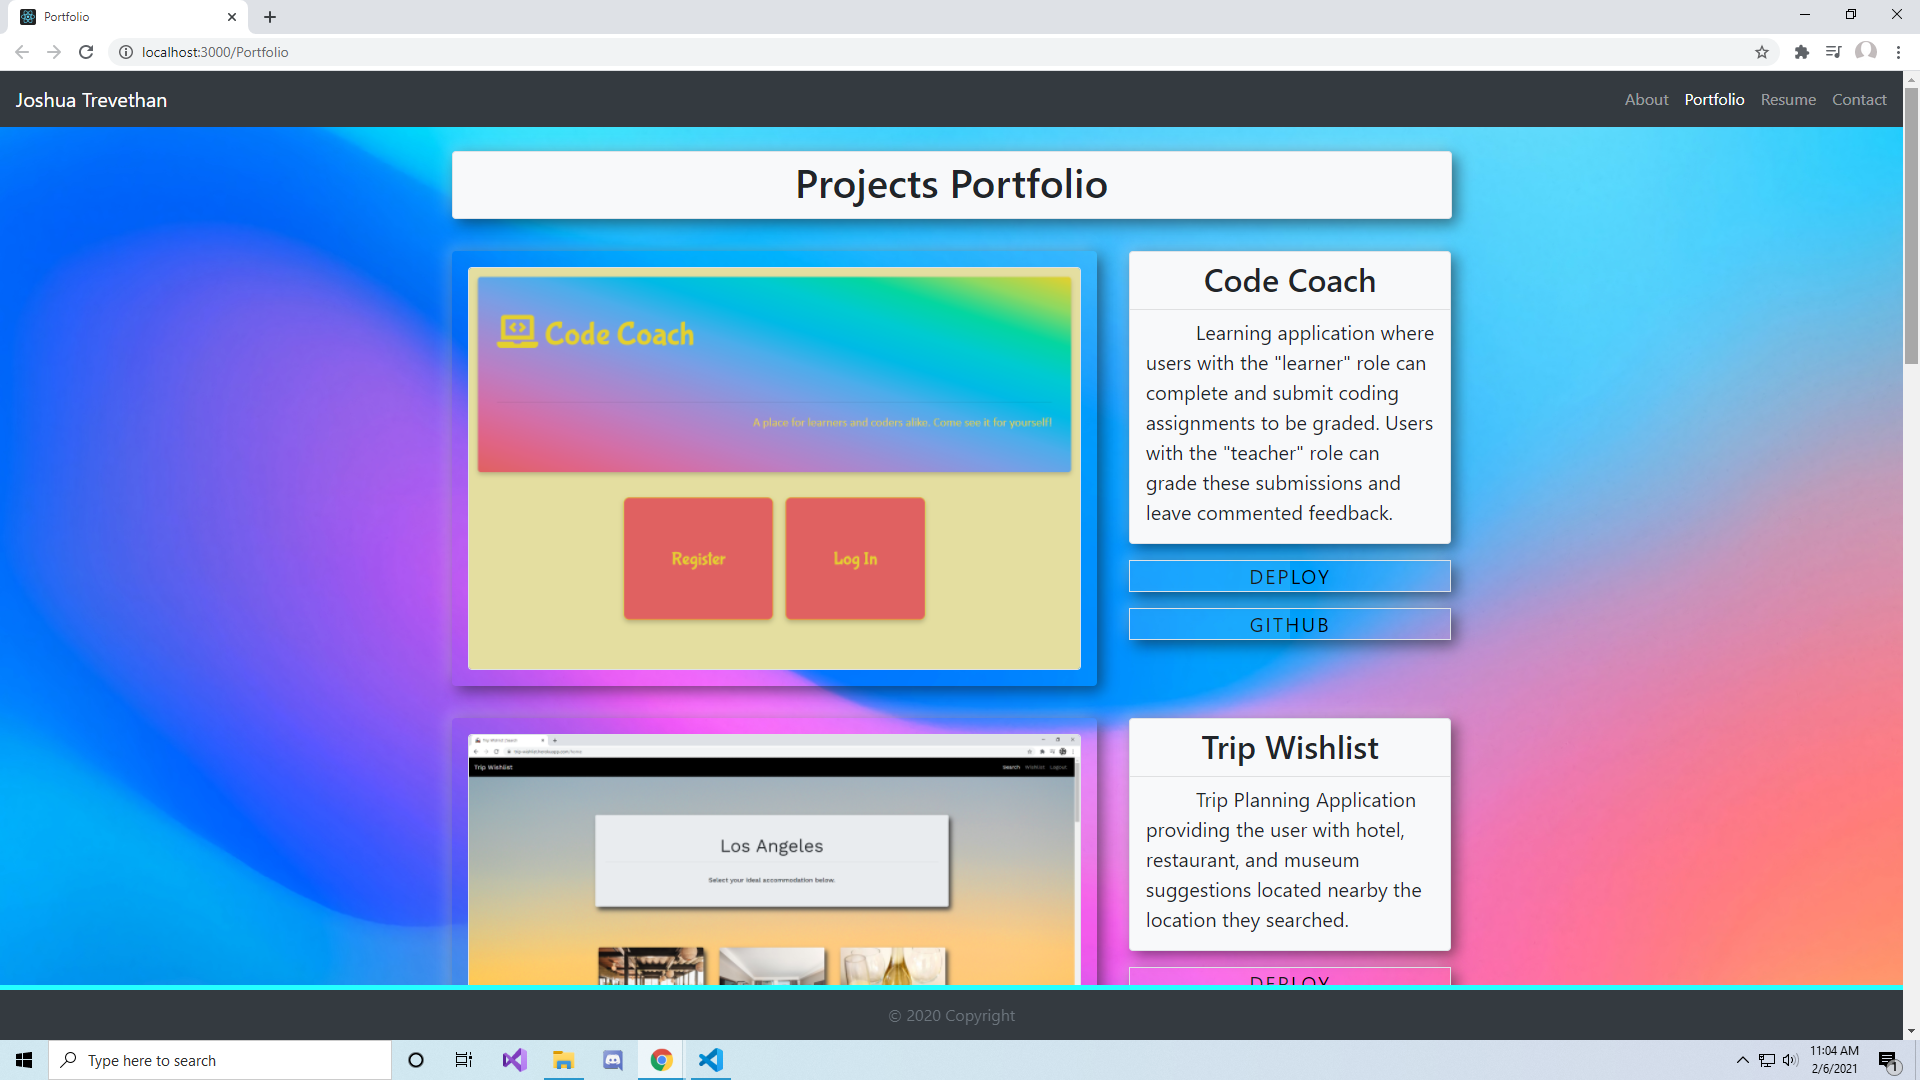 Portfolio
localhost:3000/Portfolio
Joshua Trevethan
About Portfolio Resume Contact
Projects Portfolio
Code Coach
A place for learners and coders alike. Come see it for yourself!
Register Log In
Code Coach
Learning application where
users with the "learner" role can
complete and submit coding
assignments to be graded. Users
with the "teacher" role can
grade these submissions and
leave commented feedback.
DEPLOY
GITHUB
Trip Wishlist
Search Wishlist Logout
Los Angeles
Select your ideal accommodation below.
Trip Wishlist
Trip Planning Application
providing the user with hotel,
restaurant, and museum
suggestions located nearby the
location they searched.
DEPLOY
© 2020 Copyright
Type here to search
11:04 AM
2/6/2021
1